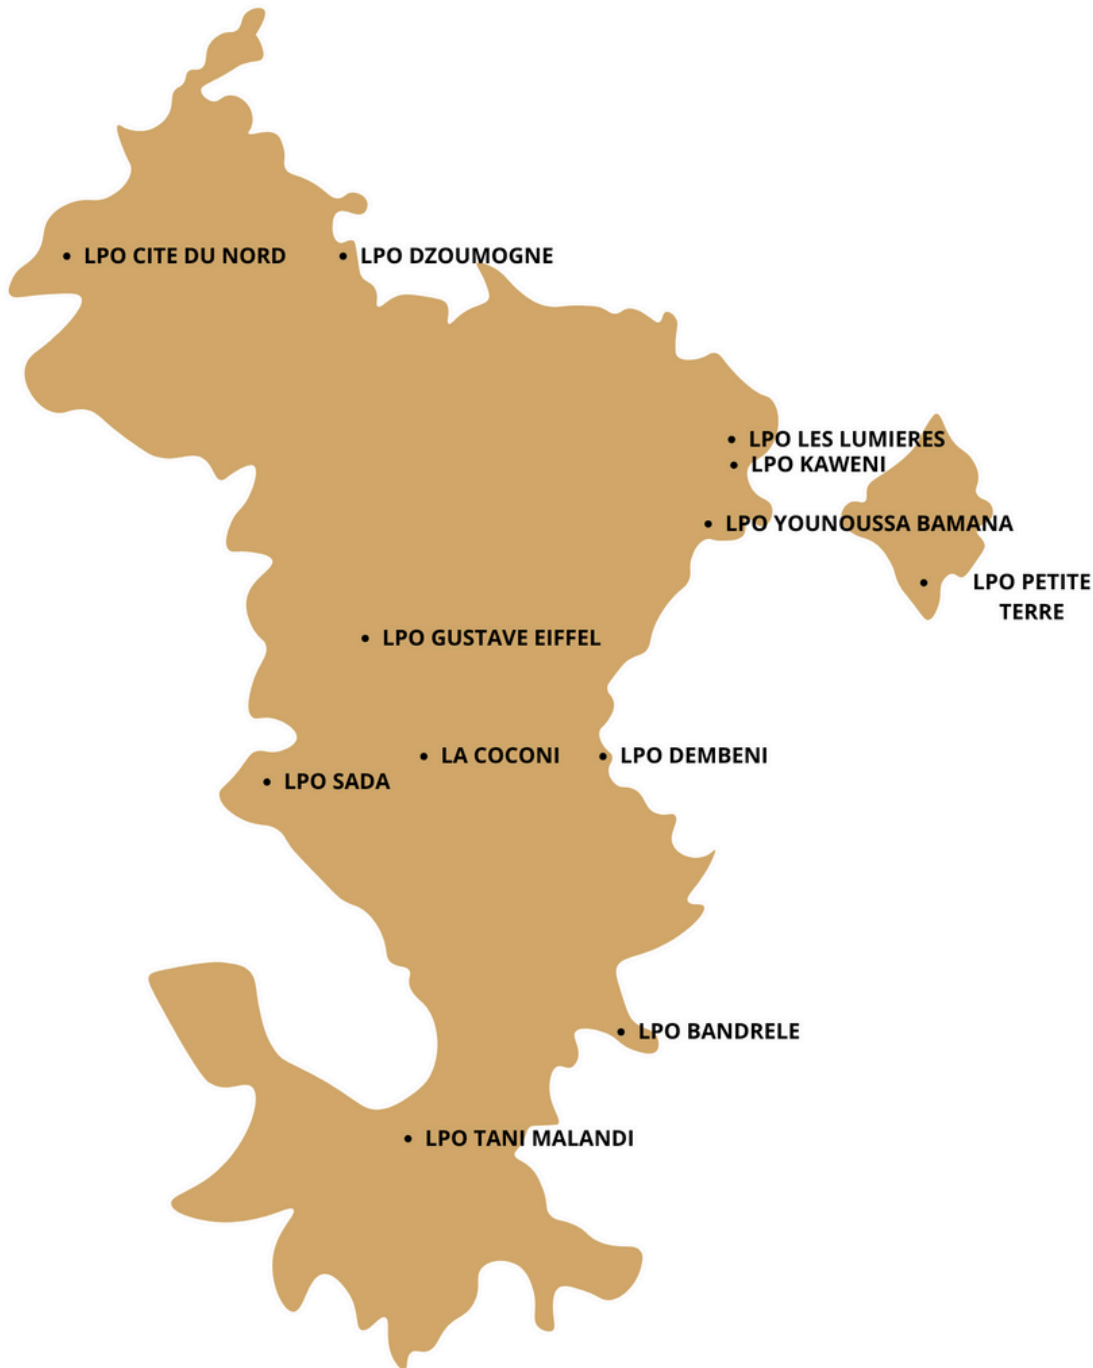 LPO CITE DU NORD
LPO DZOUMOGNE
LPO LES LUMIERES
LPO KAWENI
LPO YOUNOUSSA BAMANA
LPO PETITE
TERRE
LPO GUSTAVE EIFFEL
LA COCONI
LPO DEMBENI
LPO SADA
LPO BANDRELE
LPO TANI MALANDI